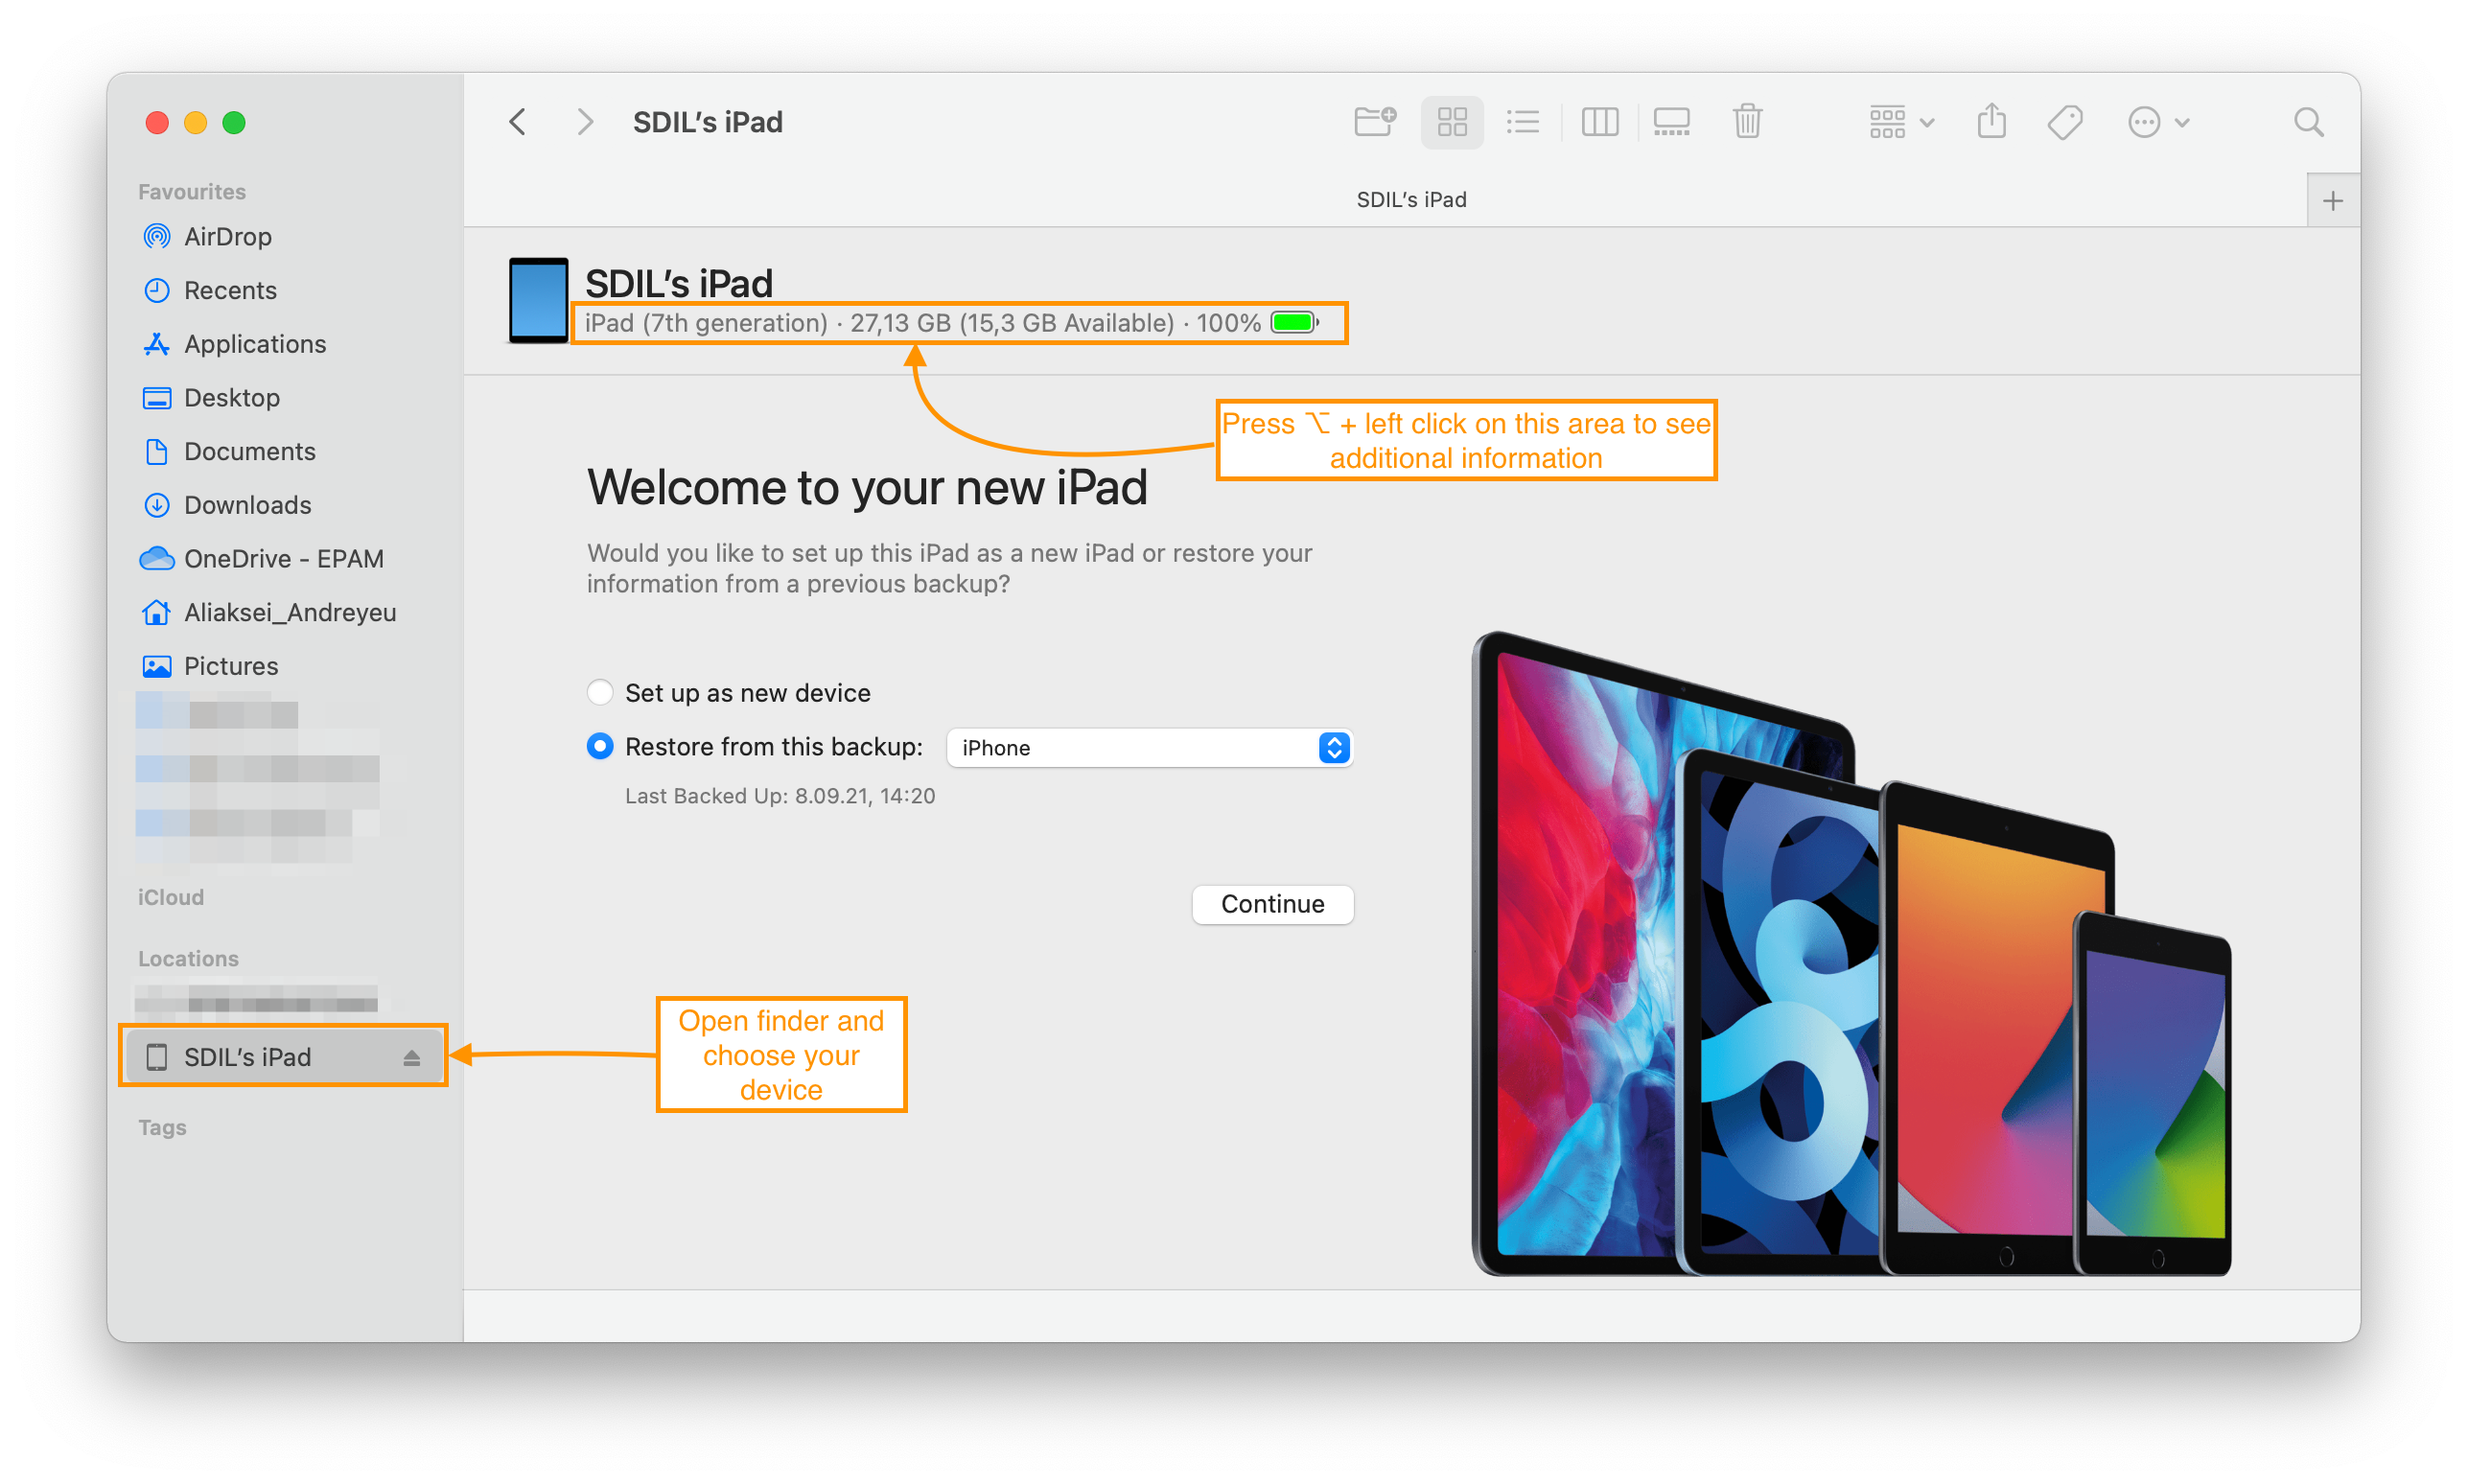 SDIL’s iPad
SDIL’s iPad
Favourites
AirDrop
Recents
Applications
Desktop
Documents
Downloads
OneDrive - EPAM
Aliaksei_Andreyeu
Pictures
iCloud
Locations
SDIL’s iPad
Tags
SDIL’s iPad
iPad (7th generation) · 27,13 GB (15,3 GB Available) · 100%
Press ⌥ + left click on this area to see
additional information
Welcome to your new iPad
Would you like to set up this iPad as a new iPad or restore your
information from a previous backup?
Set up as new device
Restore from this backup: iPhone
Last Backed Up: 8.09.21, 14:20
Continue
Open finder and
choose your
device